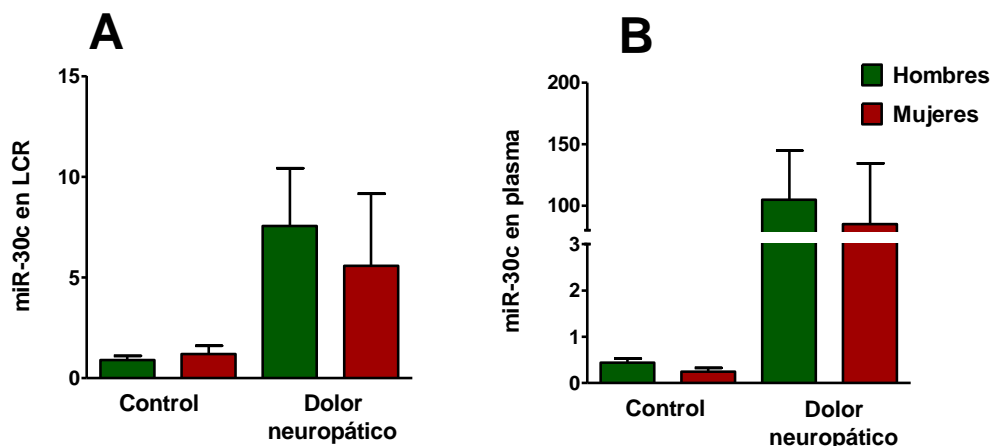 A
miR-30c en LCR
15
10
5
0
Control
Dolor
neuropático
B
Hombres
Mujeres
miR-30c en plasma
200
150
100
3
2
1
0
Control
Dolor
neuropático